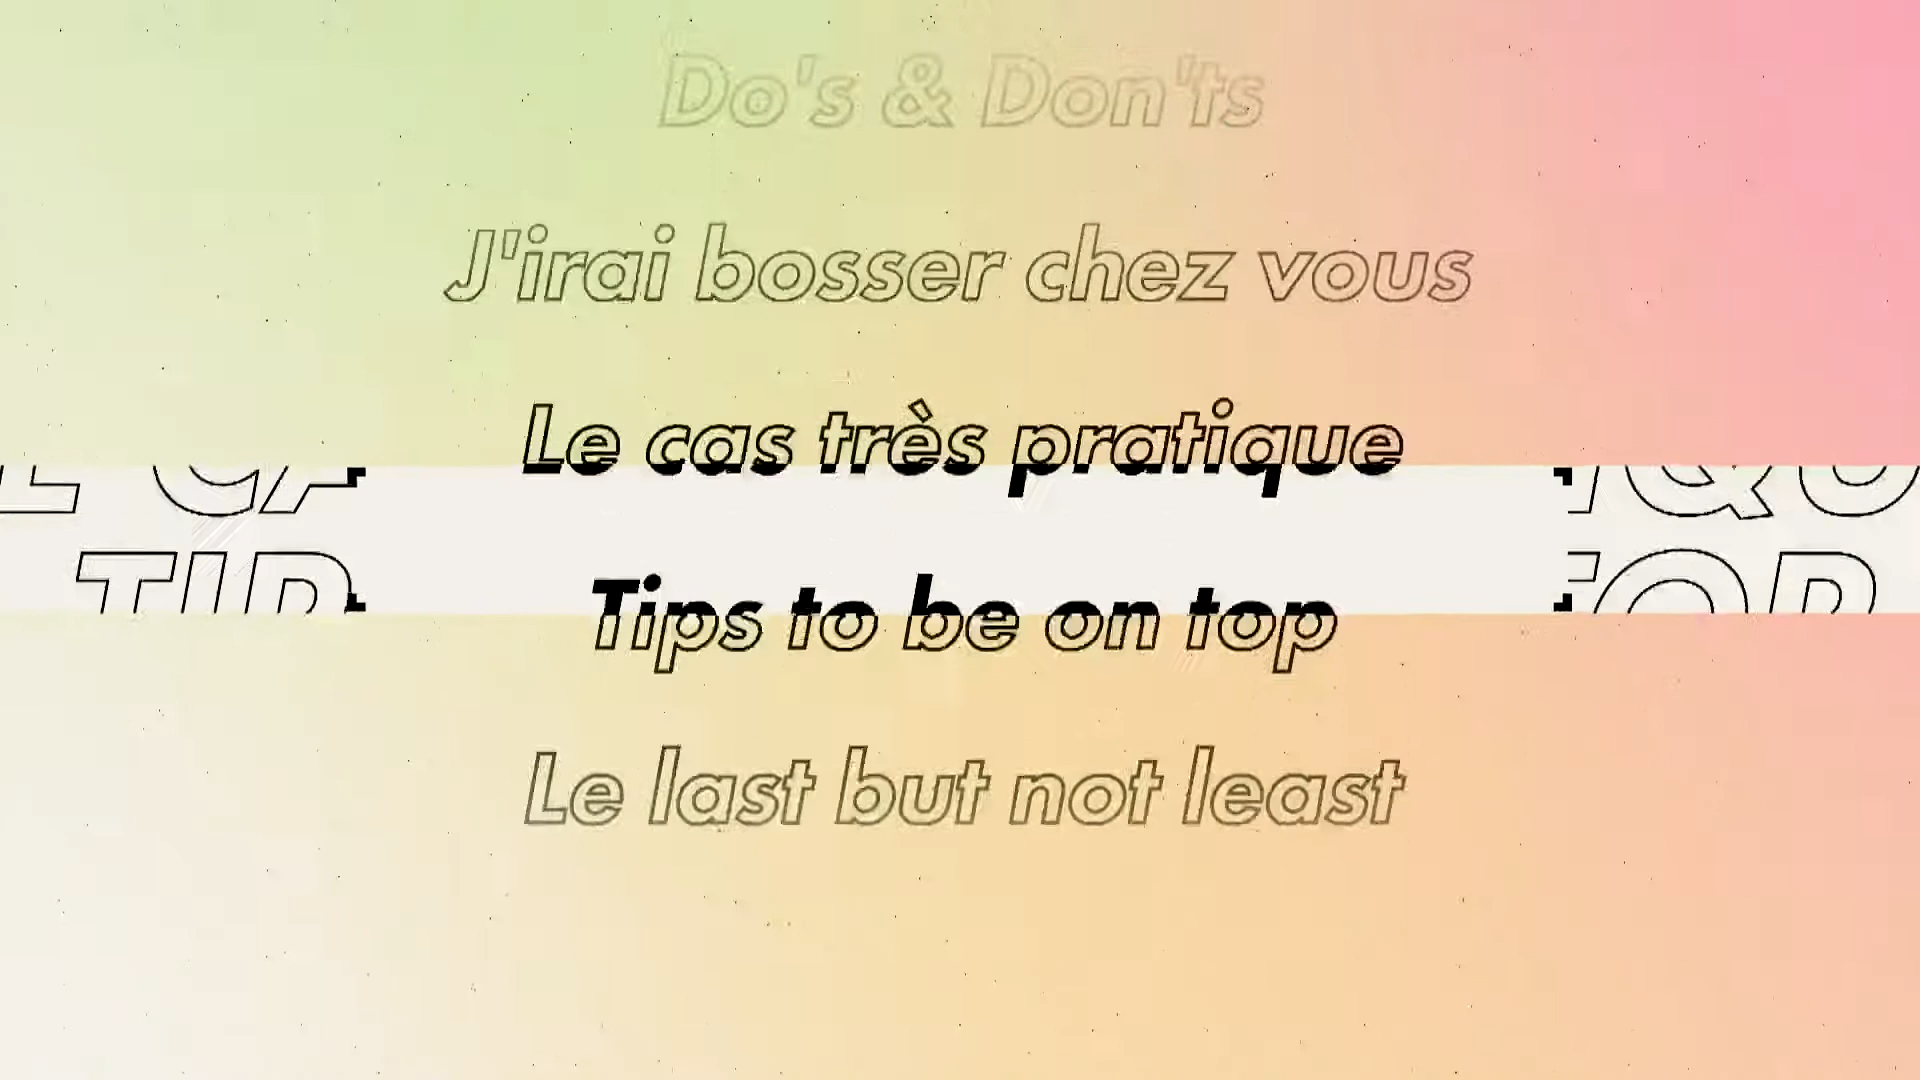 Do's & Don'ts
J'irai bosser chez vous
Le cas très pratique
Tips to be on top
Le last but not least